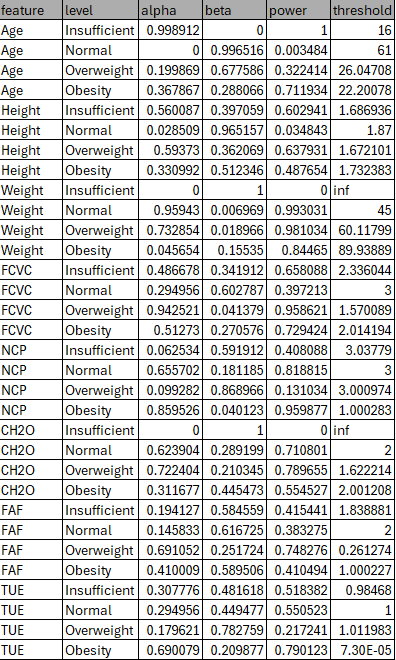 feature level alpha beta power threshold
Age Insufficient 0.998912 0 1 16
Age Normal 0 0.996516 0.003484 61
Age Overweight 0.199869 0.677586 0.322414 26.04708
Age Obesity 0.367867 0.288066 0.711934 22.20078
Height Insufficient 0.560087 0.397059 0.602941 1.686936
Height Normal 0.028509 0.965157 0.034843 1.87
Height Overweight 0.59373 0.362069 0.637931 1.672101
Height Obesity 0.330992 0.512346 0.487654 1.732383
Weight Insufficient 0 1 0 inf
Weight Normal 0.95943 0.006969 0.993031 45
Weight Overweight 0.732854 0.018966 0.981034 60.11799
Weight Obesity 0.045654 0.15535 0.84465 89.93889
FCVC Insufficient 0.486678 0.341912 0.658088 2.336044
FCVC Normal 0.294956 0.602787 0.397213 3
FCVC Overweight 0.942521 0.041379 0.958621 1.570089
FCVC Obesity 0.51273 0.270576 0.729424 2.014194
NCP Insufficient 0.062534 0.591912 0.408088 3.03779
NCP Normal 0.655702 0.181185 0.818815 3
NCP Overweight 0.099282 0.868966 0.131034 3.000974
NCP Obesity 0.859526 0.040123 0.959877 1.000283
CH2O Insufficient 0 1 0 inf
CH2O Normal 0.623904 0.289199 0.710801 2
CH2O Overweight 0.722404 0.210345 0.789655 1.622214
CH2O Obesity 0.311677 0.445473 0.554527 2.001208
FAF Insufficient 0.194127 0.584559 0.415441 1.838881
FAF Normal 0.145833 0.616725 0.383275 2
FAF Overweight 0.691052 0.251724 0.748276 0.261274
FAF Obesity 0.410009 0.589506 0.410494 1.000227
TUE Insufficient 0.307776 0.481618 0.518382 0.98468
TUE Normal 0.294956 0.449477 0.550523 1
TUE Overweight 0.179621 0.782759 0.217241 1.011983
TUE Obesity 0.690079 0.209877 0.790123 7.30E-05